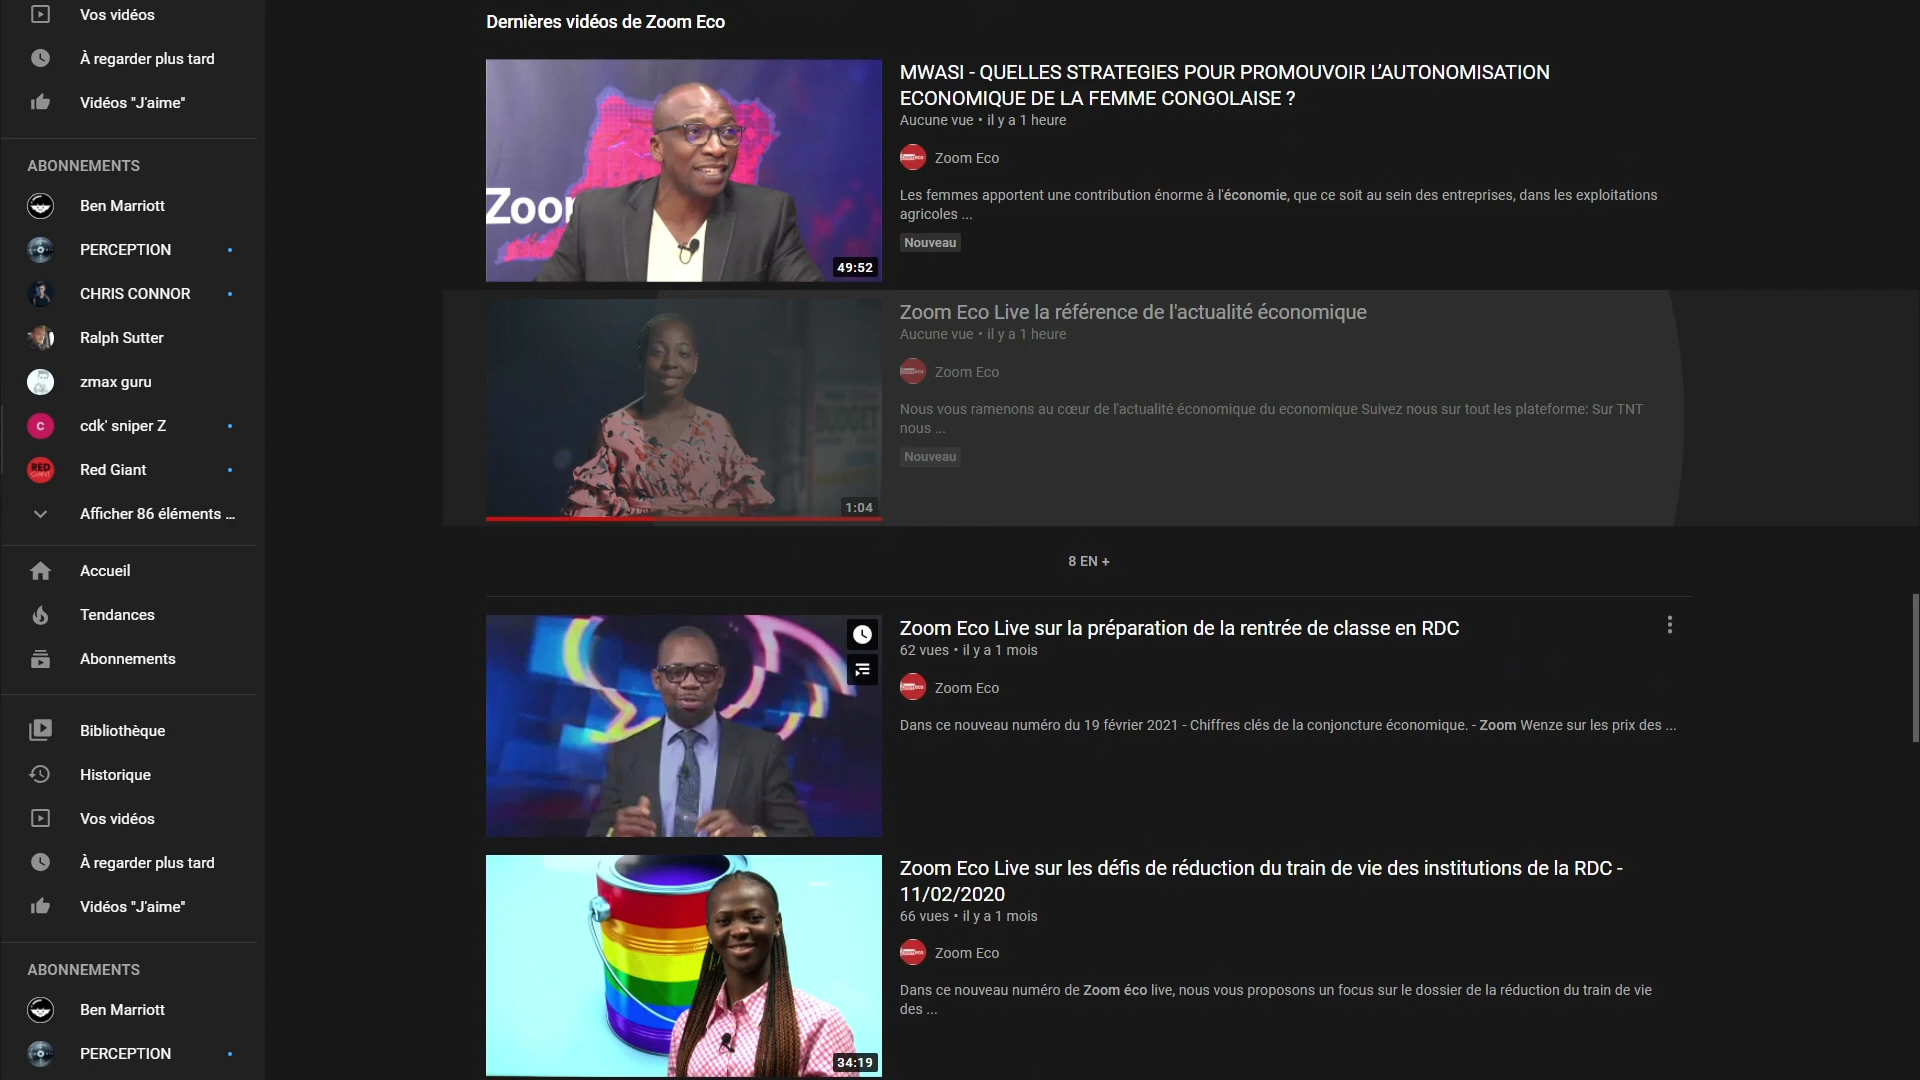 Vos vidéos
À regarder plus tard
Vidéos "J'aime"
ABONNEMENTS
Ben Marriott
PERCEPTION
CHRIS CONNOR
Ralph Sutter
zmax guru
C
cdk' sniper Z
RED
GIANT
Red Giant
Afficher 86 éléments ...
Accueil
Tendances
Abonnements
Bibliothèque
Historique
Vos vidéos
À regarder plus tard
Vidéos "J'aime"
ABONNEMENTS
Ben Marriott
PERCEPTION
Dernières vidéos de Zoom Eco
Zoom
49:52
MWASI - QUELLES STRATEGIES POUR PROMOUVOIR L'AUTONOMISATION
ECONOMIQUE DE LA FEMME CONGOLAISE ?
Aucune vue • il y a 1 heure
Zoom Eco
Les femmes apportent une contribution énorme à l'économie, que ce soit au sein des entreprises, dans les exploitations
agricoles ...
Nouveau
BUDGET
1:04
Zoom Eco Live la référence de l'actualité économique
Aucune vue • il y a 1 heure
Zoom Eco
Nous vous ramenons au cœur de l'actualité économique du economique Suivez nous sur tout les plateforme: Sur TNT
nous ...
Nouveau
8 EN +
Zoom Eco Live sur la préparation de la rentrée de classe en RDC
62 vues • il y a 1 mois
Zoom Eco
Dans ce nouveau numéro du 19 février 2021 - Chiffres clés de la conjoncture économique. - Zoom Wenze sur les prix des ...
34:19
Zoom Eco Live sur les défis de réduction du train de vie des institutions de la RDC -
11/02/2020
66 vues • il y a 1 mois
Zoom Eco
Dans ce nouveau numéro de Zoom éco live, nous vous proposons un focus sur le dossier de la réduction du train de vie
des ...